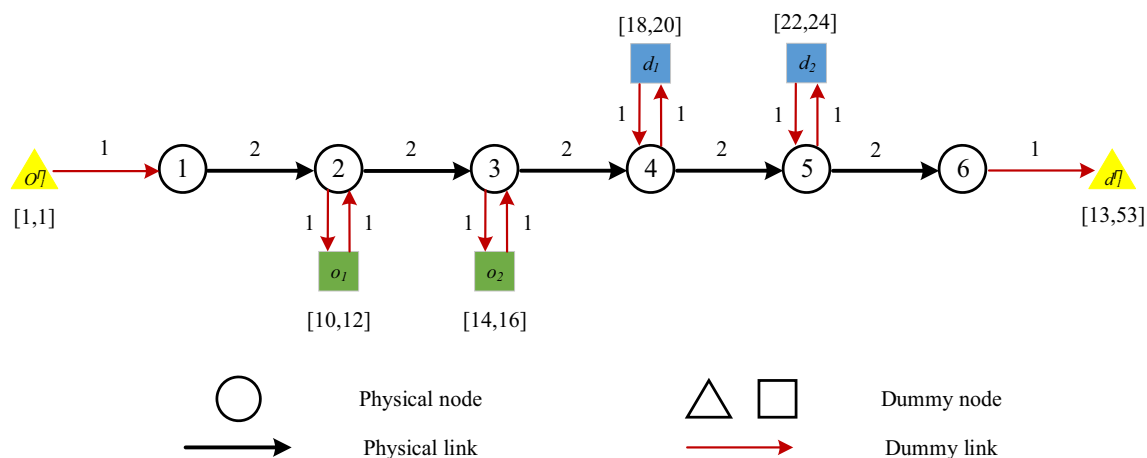 [18,20] [22,24]
d₁ d₂
1 1 1 1
1 2 2 2 2 2 1
Oη 1 2 3 4 5 6 dη
[1,1] [13,53]
1 1 1 1
o₁ o₂
[10,12] [14,16]
Physical node Dummy node
Physical link Dummy link